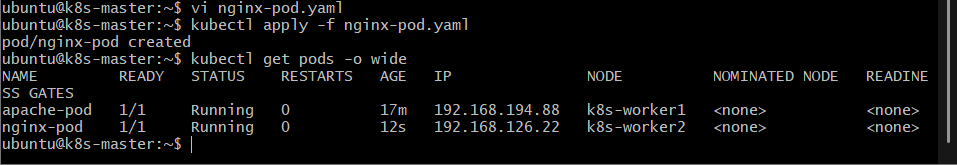 ubuntu@k8s-master:~$ vi nginx-pod.yaml
ubuntu@k8s-master:~$ kubectl apply -f nginx-pod.yaml
pod/nginx-pod created
ubuntu@k8s-master:~$ kubectl get pods -o wide
NAME         READY   STATUS    RESTARTS   AGE   IP               NODE          NOMINATED NODE   READINE
SS GATES
apache-pod   1/1     Running   0          17m   192.168.194.88   k8s-worker1   <none>           <none>
nginx-pod    1/1     Running   0          12s   192.168.126.22   k8s-worker2   <none>           <none>
ubuntu@k8s-master:~$